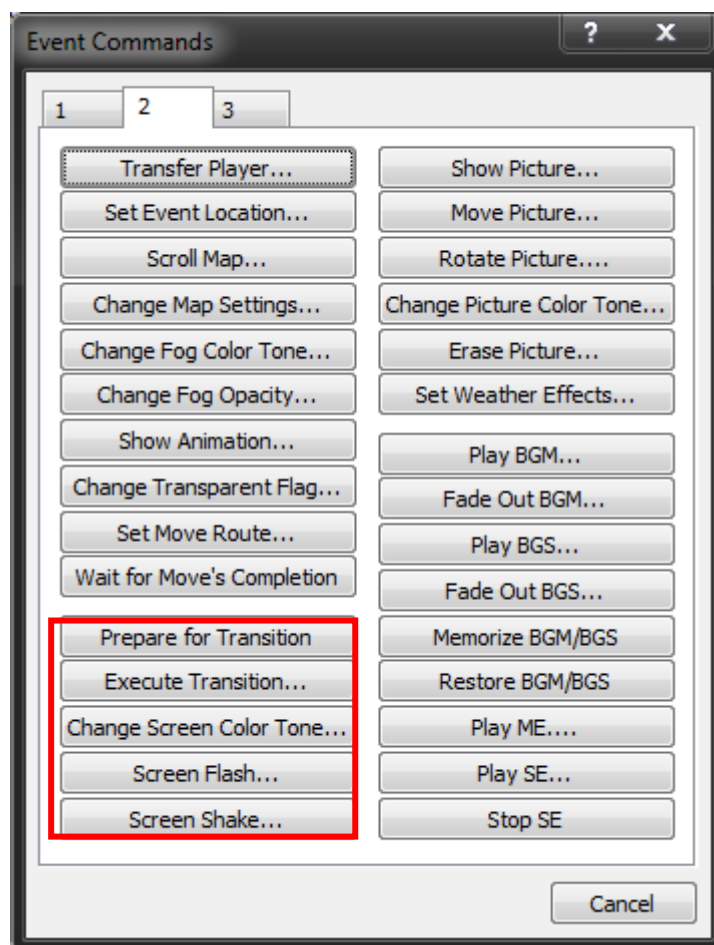 Event Commands
?
x
1
2
3
Transfer Player...
Set Event Location...
Scroll Map...
Change Map Settings...
Change Fog Color Tone...
Change Fog Opacity...
Show Animation...
Change Transparent Flag...
Set Move Route...
Wait for Move's Completion
Prepare for Transition
Execute Transition...
Change Screen Color Tone...
Screen Flash...
Screen Shake...
Show Picture...
Move Picture...
Rotate Picture....
Change Picture Color Tone...
Erase Picture...
Set Weather Effects...
Play BGM...
Fade Out BGM...
Play BGS...
Fade Out BGS...
Memorize BGM/BGS
Restore BGM/BGS
Play ME....
Play SE...
Stop SE
Cancel